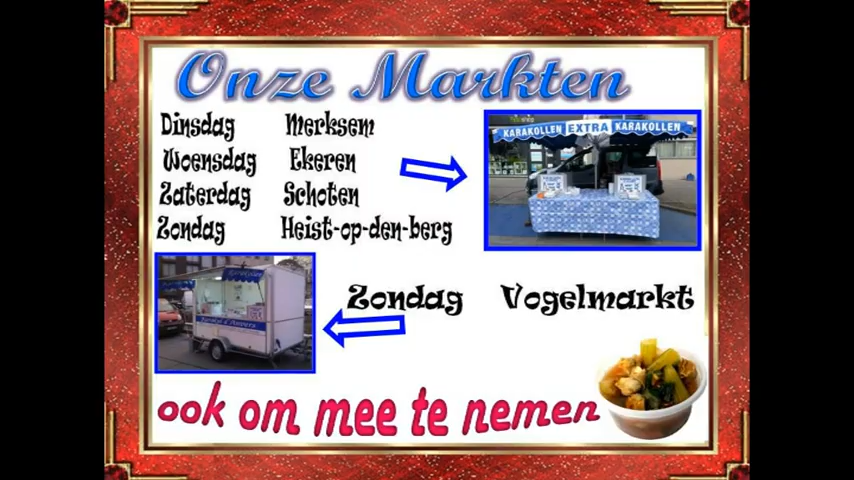 Onze Markten
Dinsdag Merksem
Woensdag Ekeren
Zaterdag Schoten
Zondag Heist-op-den-berg
KARAKOLLEN EXTRA KARAKOLLEN
Zondag Vogelmarkt
ook om mee te nemen